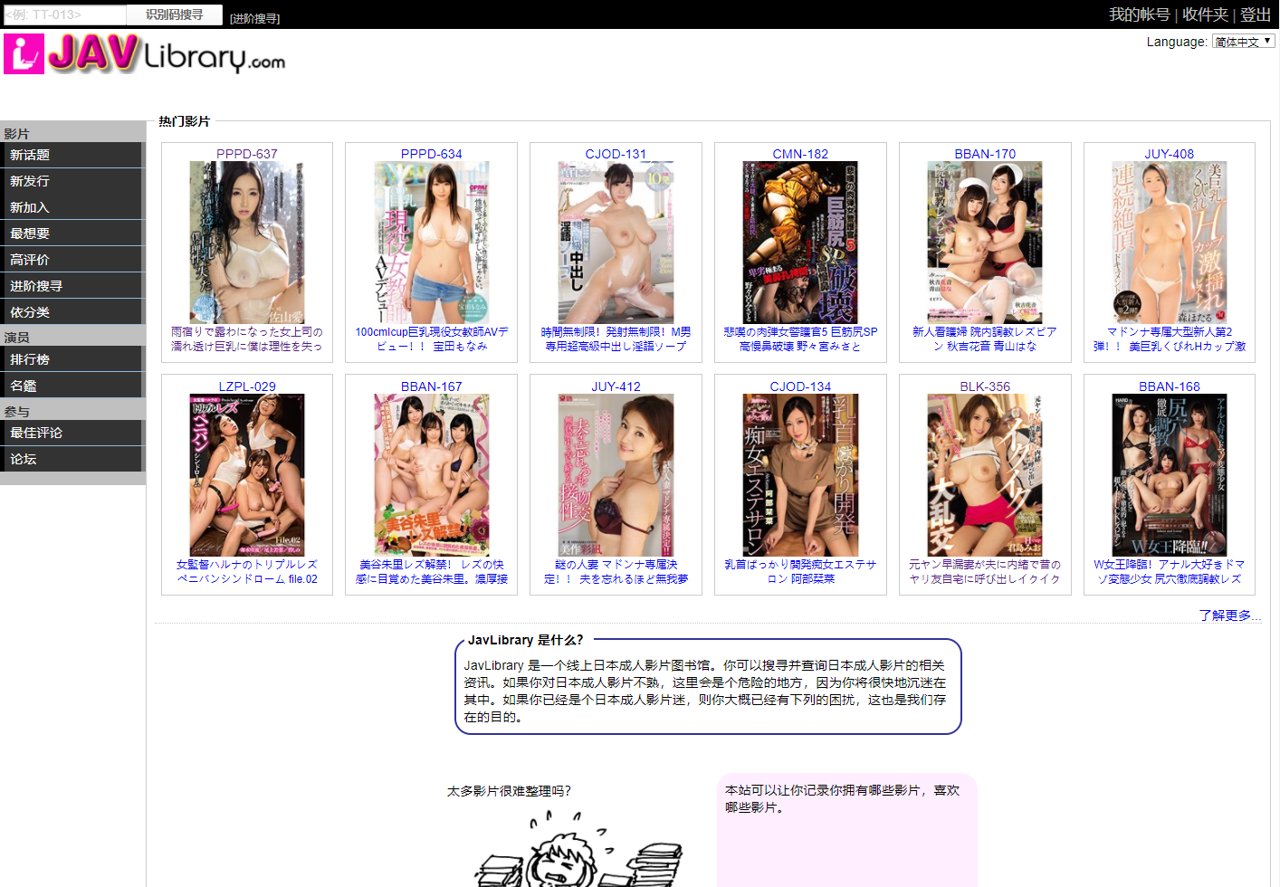 <例: TT-013>
识别码搜寻
[进阶搜寻]
我的帐号 | 收件夹 | 登出
JAVLibrary.com
Language: 简体中文
影片
新话题
新发行
新加入
最想要
高评价
进阶搜寻
依分类
演员
排行榜
名鑑
参与
最佳评论
论坛
热门影片
PPPD-637
雨宿りで露わになった女上司の
濡れ透け巨乳に僕は理性を失っ
PPPD-634
100cmIcup巨乳現役女教師AVデ
ビュー！！ 宝田もなみ
CJOD-131
時間無制限！発射無制限！M男
専用超高級中出し淫語ソープ
CMN-182
悲嘆の肉弾女警護官5 巨筋尻SP
高慢鼻破壊 野々宮みさと
BBAN-170
新人看護婦 院内調教レズビア
ン 秋吉花音 青山はな
JUY-408
マドンナ専属大型新人第2
弾！！ 美巨乳くびれHカップ激
LZPL-029
女監督ハルナのトリプルレズ
ペニバンシンドローム file.02
BBAN-167
美谷朱里レズ解禁！ レズの快
感に目覚めた美谷朱里。濃厚接
JUY-412
謎の人妻 マドンナ専属決
定！！ 夫を忘れるほど無我夢
CJOD-134
乳首ばっかり開発痴女エステサ
ロン 阿部栞菜
BLK-356
元ヤン早漏妻が夫に内緒で昔の
ヤリ友自宅に呼び出しイクイク
BBAN-168
W女王降臨！アナル大好きドマ
ゾ変態少女 尻穴徹底調教レズ
了解更多...
JavLibrary 是什么？
JavLibrary 是一个线上日本成人影片图书馆。你可以搜寻并查询日本成人影片的相关
资讯。如果你对日本成人影片不熟，这里会是个危险的地方，因为你将很快地沉迷在
其中。如果你已经是个日本成人影片迷，则你大概已经有下列的困扰，这也是我们存
在的目的。
太多影片很难整理吗？
本站可以让你记录你拥有哪些影片，喜欢
哪些影片。